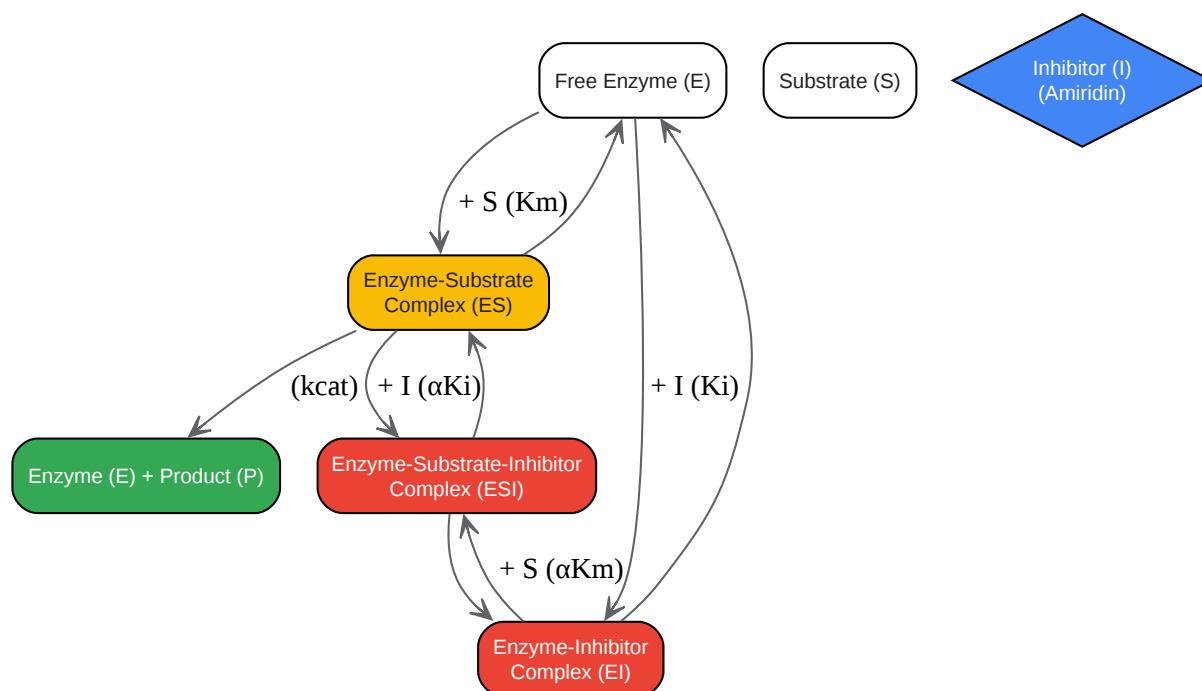 Free Enzyme (E)
Substrate (S)
Inhibitor (I)
(Amiridin)
+ S (Km)
Enzyme-Substrate
Complex (ES)
(kcat)
+ I (αKi)
+ I (Ki)
Enzyme (E) + Product (P)
Enzyme-Substrate-Inhibitor
Complex (ESI)
+ S (αKm)
Enzyme-Inhibitor
Complex (EI)